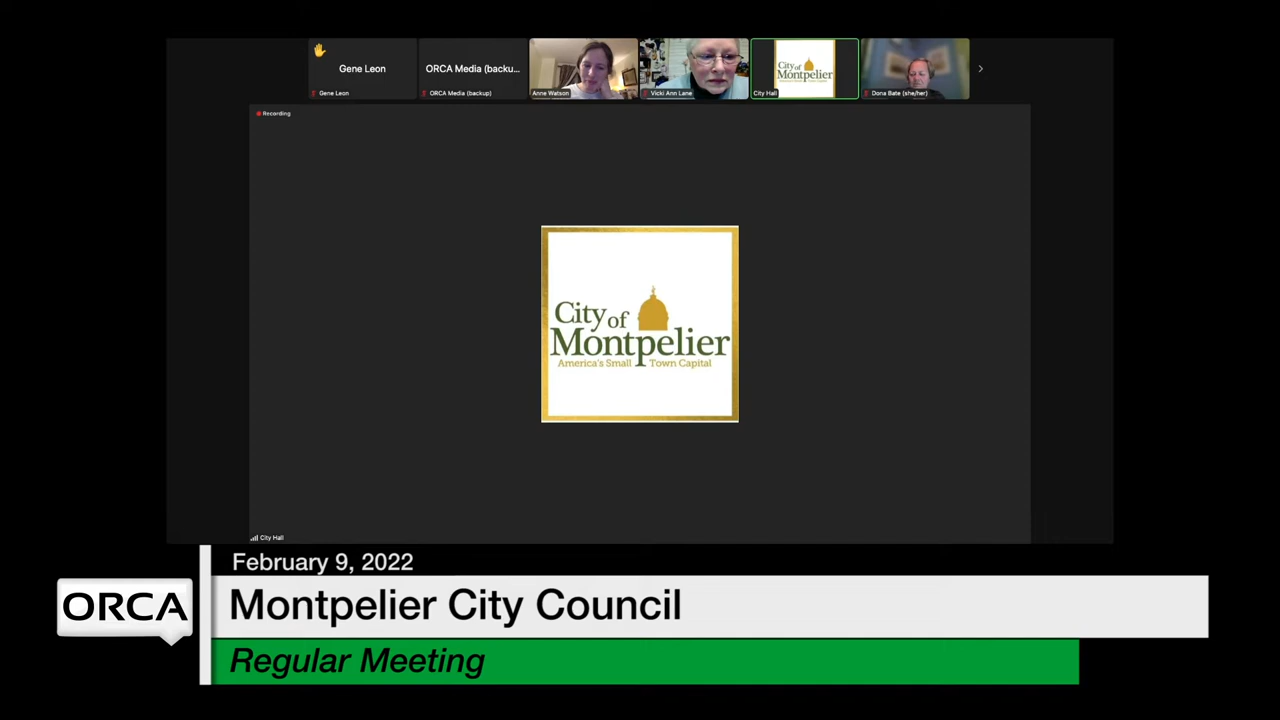 Gene Leon
ORCA Media (backu...
City of
Montpelier
Gene Leon
ORCA Media (backup)
Anne Watson
Vicki Ann Lane
City Hall
Dona Bate (she/her)
Recording
City of
Montpelier
America's Small Town Capital
City Hall
February 9, 2022
ORCA
Montpelier City Council
Regular Meeting